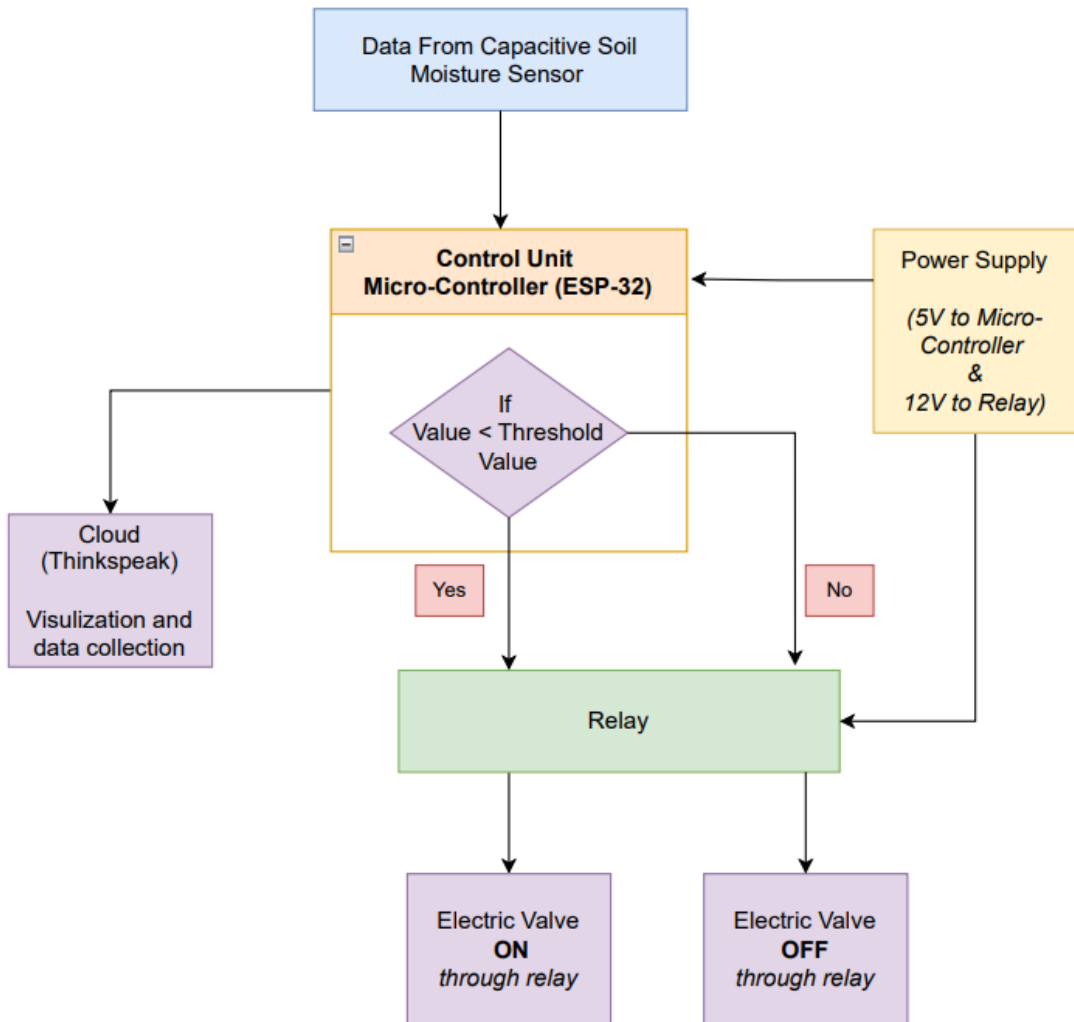 Data From Capacitive Soil
Moisture Sensor
Control Unit
Micro-Controller (ESP-32)
Power Supply
(5V to Micro-
Controller
&
12V to Relay)
If
Value < Threshold
Value
Cloud
(Thinkspeak)
Visulization and
data collection
Yes
No
Relay
Electric Valve
ON
through relay
Electric Valve
OFF
through relay